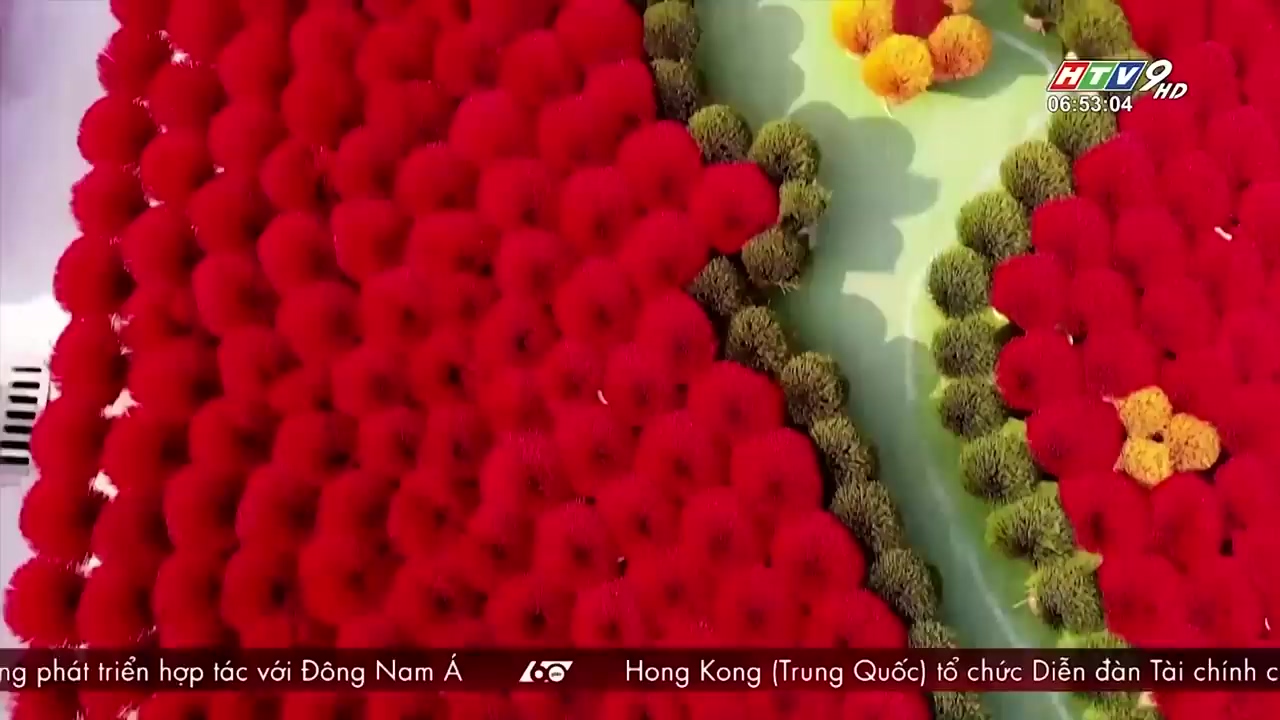 HTV9 HD
06:53:04
ng phát triển hợp tác với Đông Nam Á 60 Hong Kong (Trung Quốc) tổ chức Diễn đàn Tài chính c